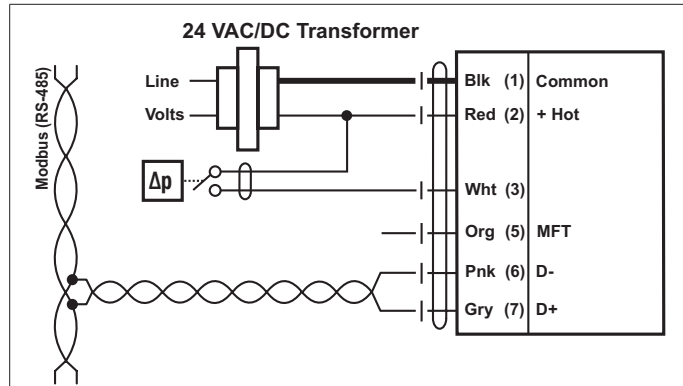 24 VAC/DC Transformer
Modbus (RS-485)
Line
Volts
Δp
Blk (1) Common
Red (2) + Hot
Wht (3)
Org (5) MFT
Pnk (6) D-
Gry (7) D+